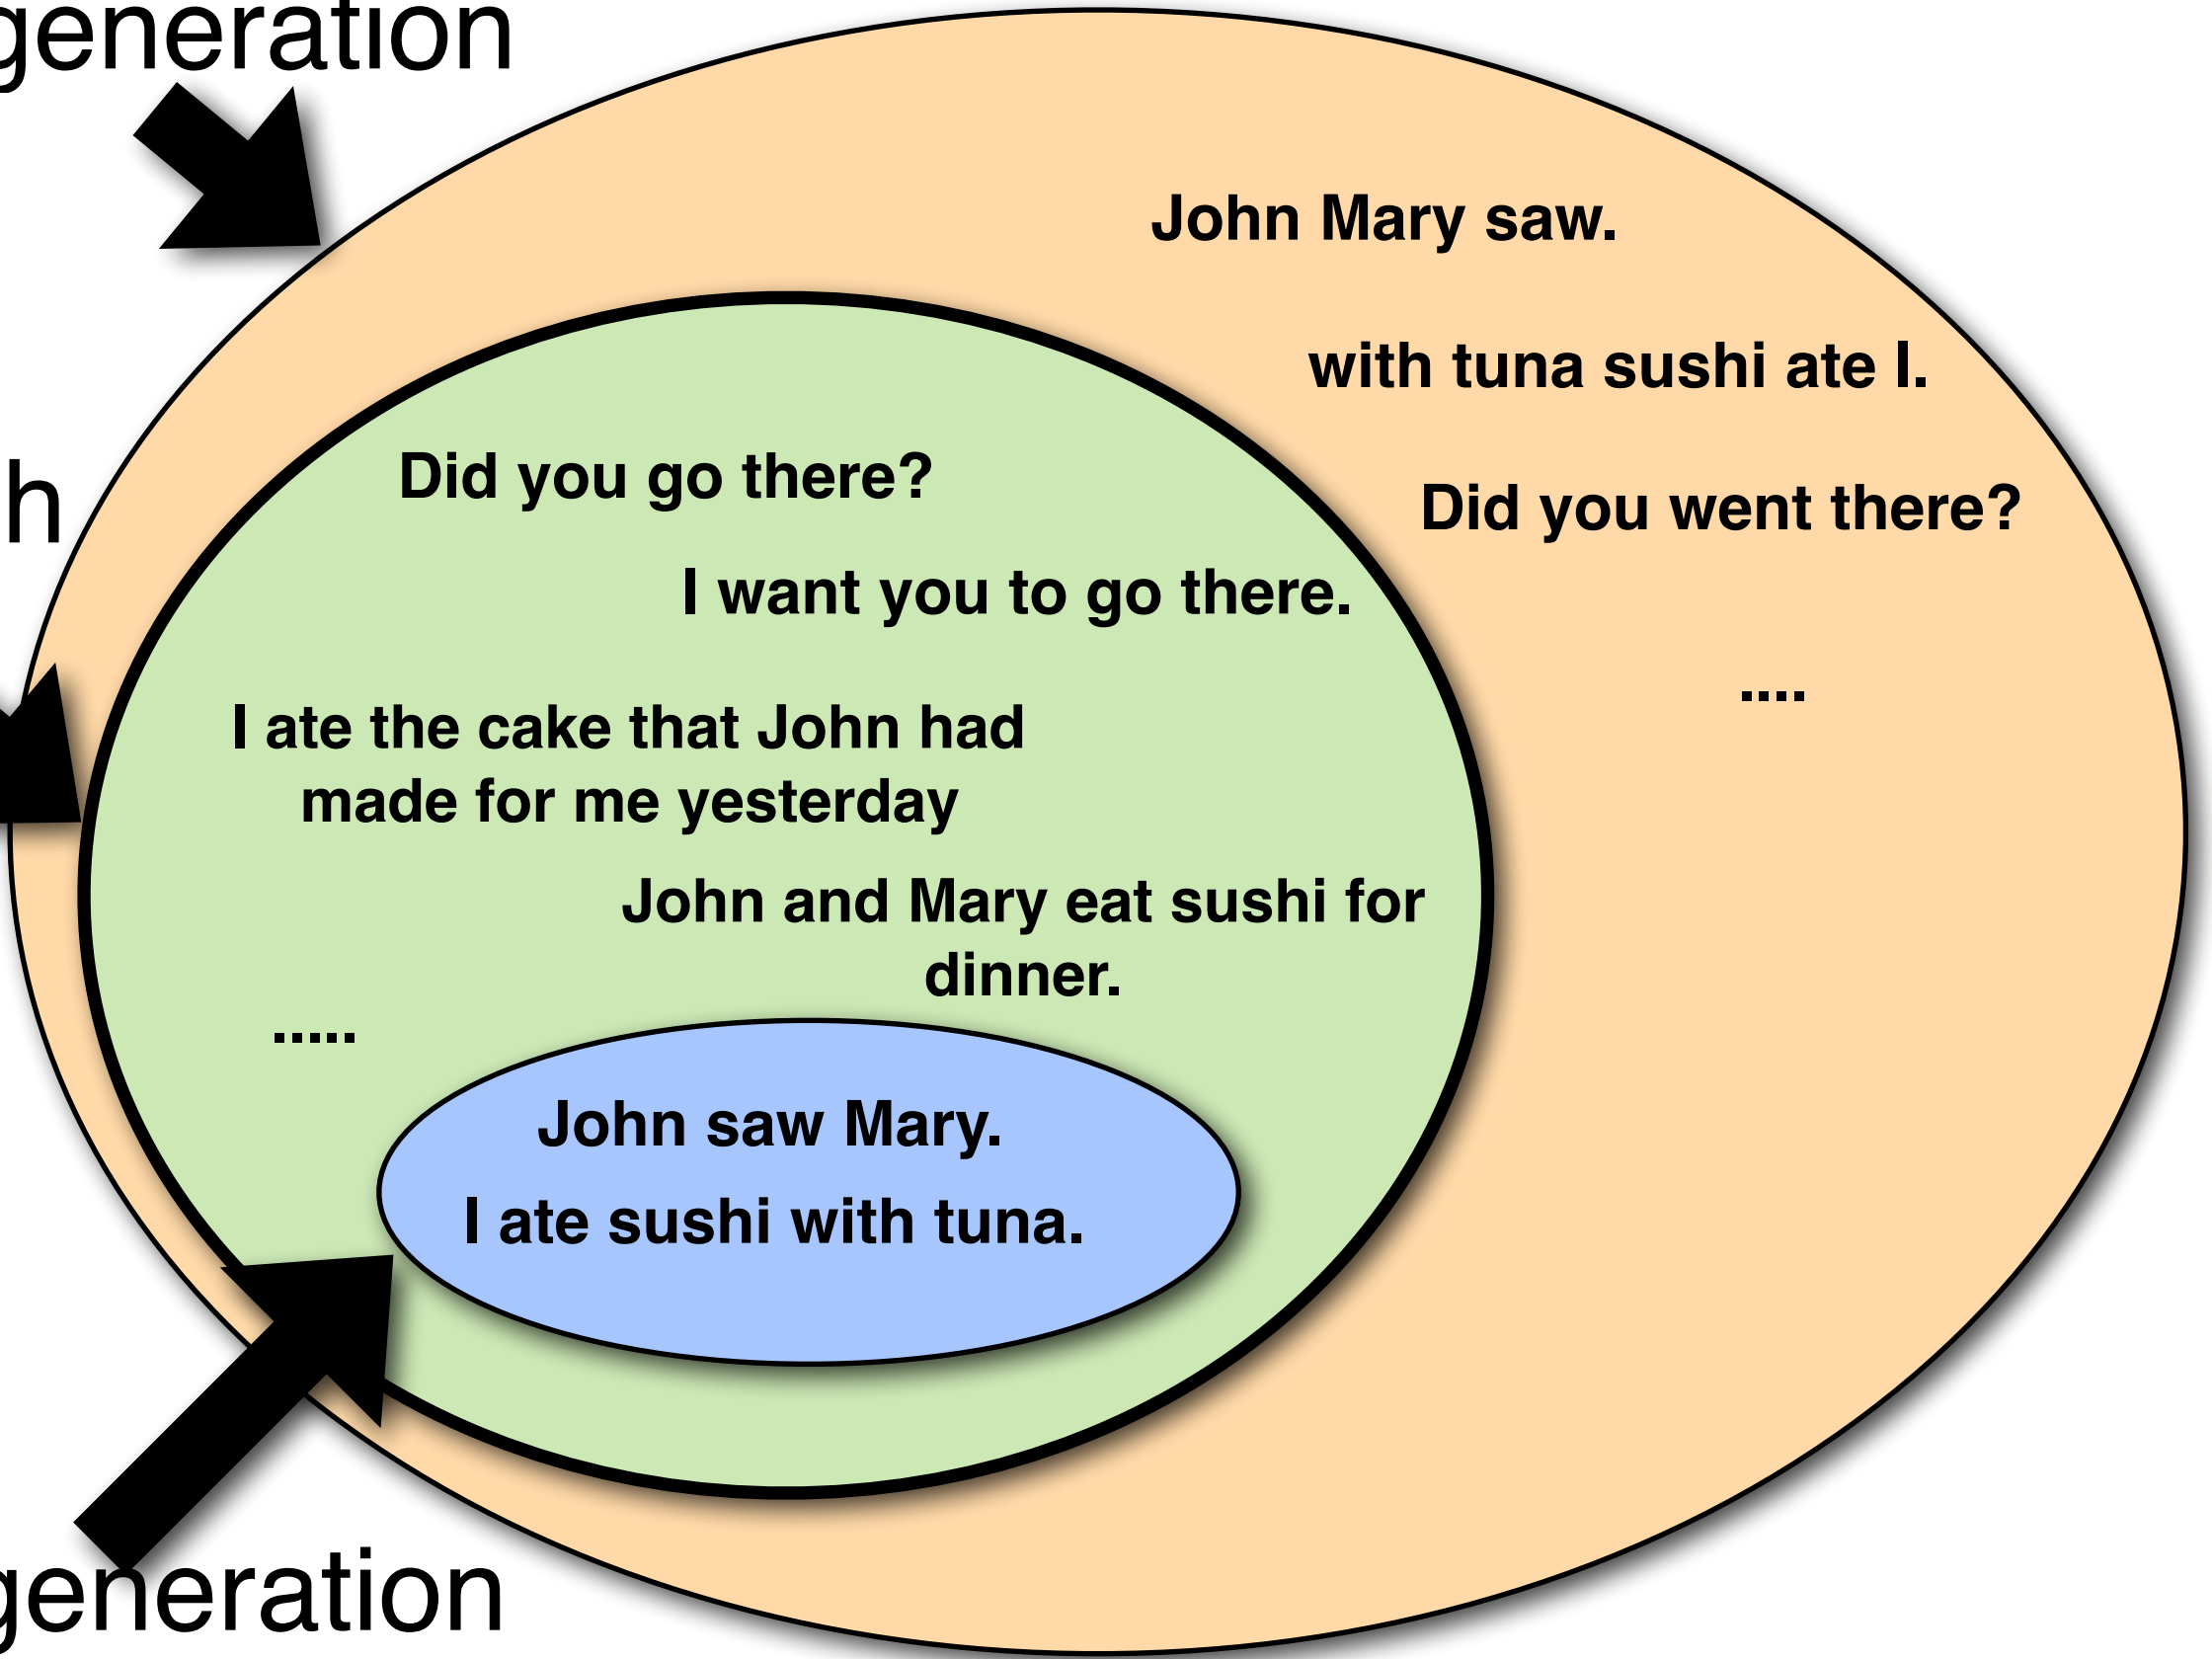 generation
John Mary saw.
with tuna sushi ate I.
Did you go there?
Did you went there?
h
I want you to go there.
....
I ate the cake that John had
made for me yesterday
John and Mary eat sushi for
dinner.
.....
John saw Mary.
I ate sushi with tuna.
generation